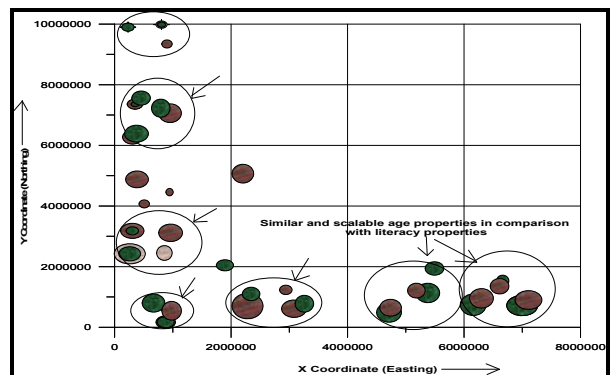 10000000
8000000
6000000
4000000
2000000
0
Y Coordinate (Northing)
Similar and scalable age properties in comparison
with literacy properties
0 2000000 4000000 6000000 8000000
X Coordinate (Easting)